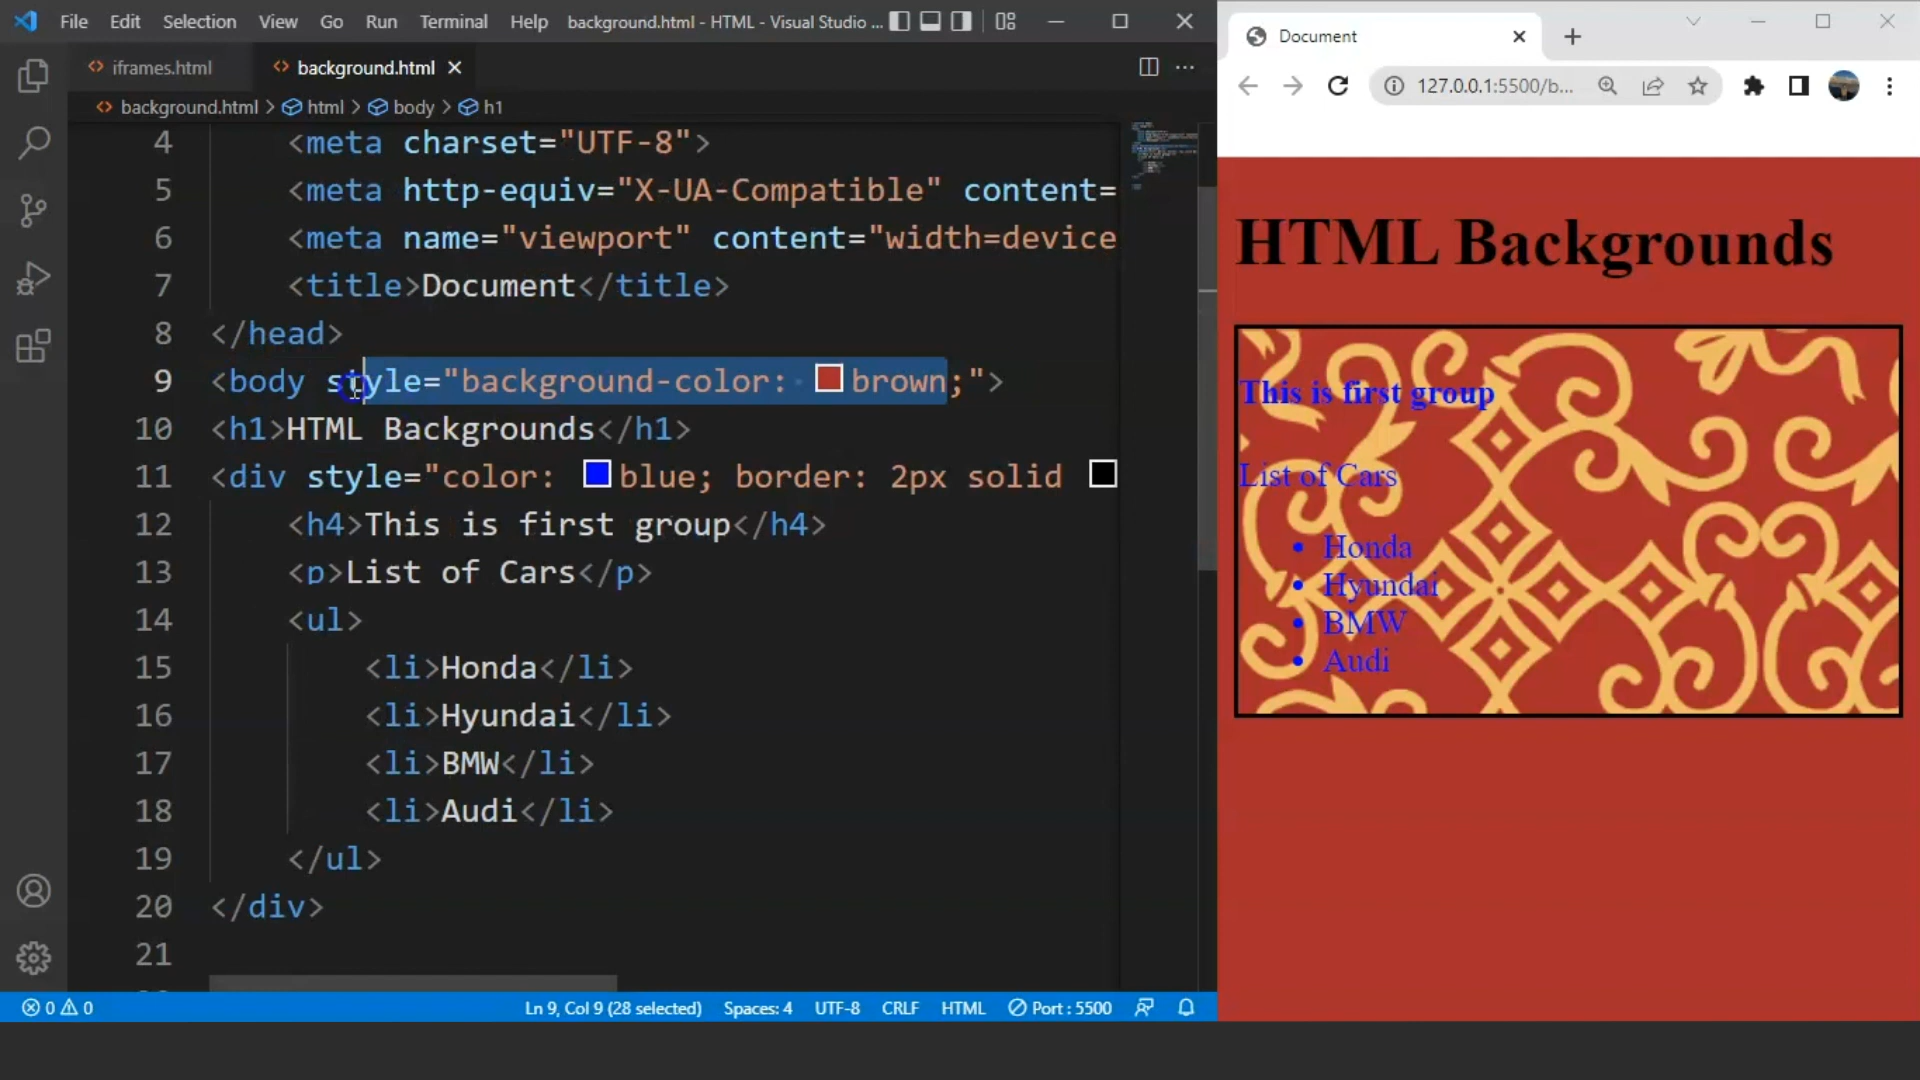 File Edit Selection View Go Run Terminal Help background.html - HTML - Visual Studio ...
iframes.html background.html
background.html > html > body > h1
4 <meta charset="UTF-8">
5 <meta http-equiv="X-UA-Compatible" content=
6 <meta name="viewport" content="width=device
7 <title>Document</title>
8 </head>
9 <body style="background-color: brown;">
10 <h1>HTML Backgrounds</h1>
11 <div style="color: blue; border: 2px solid
12 <h4>This is first group</h4>
13 <p>List of Cars</p>
14 <ul>
15 <li>Honda</li>
16 <li>Hyundai</li>
17 <li>BMW</li>
18 <li>Audi</li>
19 </ul>
20 </div>
21
0 0 Ln 9, Col 9 (28 selected) Spaces: 4 UTF-8 CRLF HTML Port : 5500
Document
127.0.0.1:5500/b...
HTML Backgrounds
This is first group
List of Cars
Honda
Hyundai
BMW
Audi